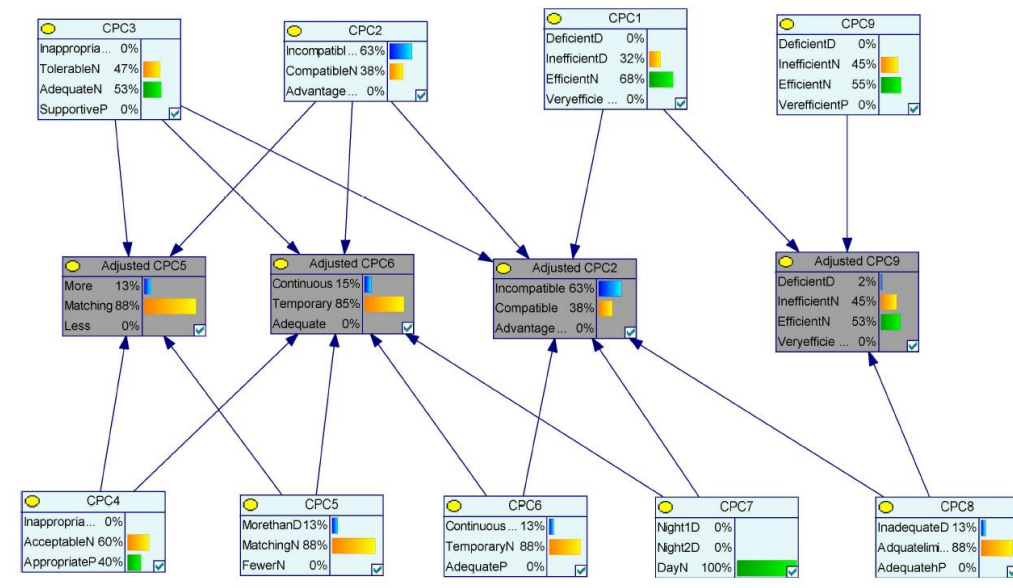 CPC3
Inappropria... 0%
TolerableN 47%
AdequateN 53%
SupportiveP 0%
CPC2
Incompatibl... 63%
CompatibleN 38%
Advantage ... 0%
CPC1
DeficientD 0%
InefficientD 32%
EfficientN 68%
Veryefficie ... 0%
CPC9
DeficientD 0%
InefficientN 45%
EfficientN 55%
VerefficientP 0%
Adjusted CPC5
More 13%
Matching 88%
Less 0%
Adjusted CPC6
Continuous 15%
Temporary 85%
Adequate 0%
Adjusted CPC2
Incompatible 63%
Compatible 38%
Advantage... 0%
Adjusted CPC9
DeficientD 2%
InefficientN 45%
EfficientN 53%
Veryefficie ... 0%
CPC4
Inappropria... 0%
AcceptableN 60%
AppropriateP 40%
CPC5
MorethanD 13%
MatchingN 88%
FewerN 0%
CPC6
Continuous... 13%
TemporaryN 88%
AdequateP 0%
CPC7
Night1D 0%
Night2D 0%
DayN 100%
CPC8
InadequateD 13%
Adquatelimi... 88%
AdequatehP 0%